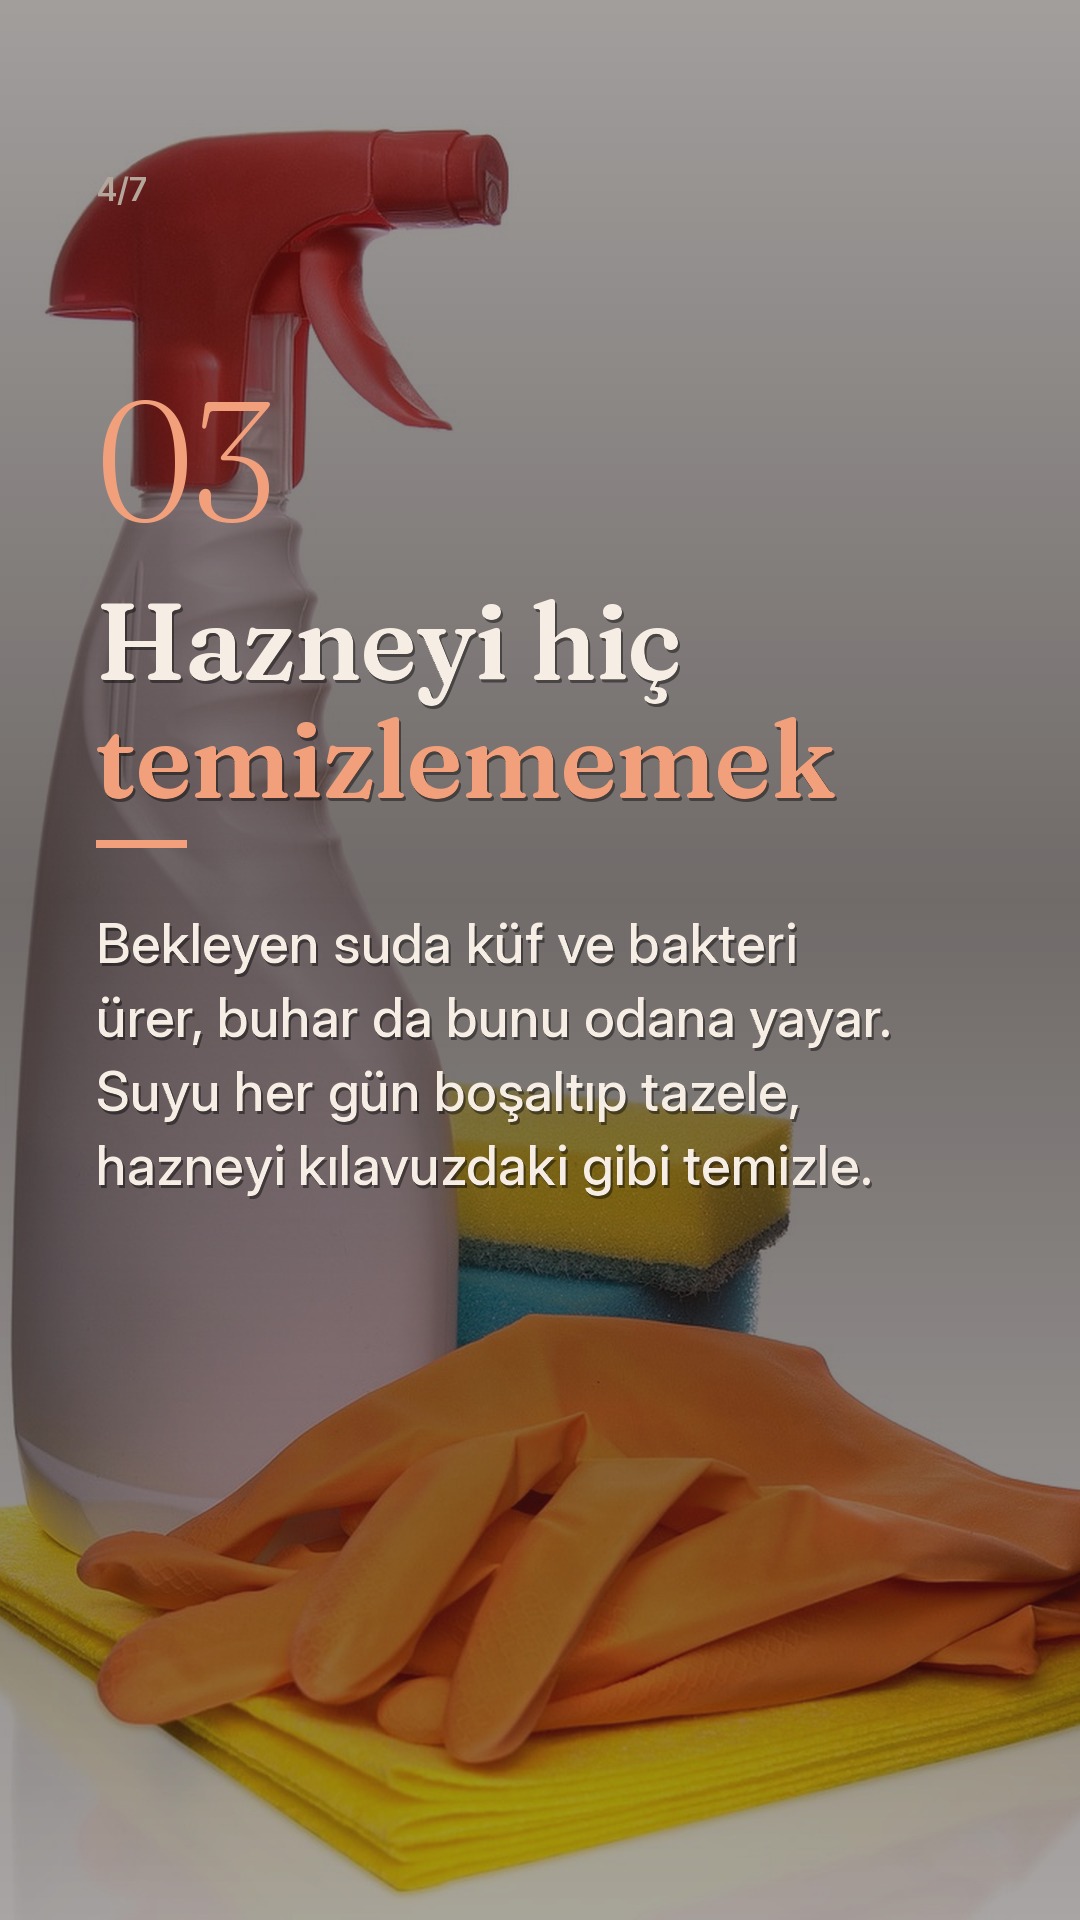 4/7
03
Hazneyi hiç
temizlememek
Bekleyen suda küf ve bakteri
ürer, buhar da bunu odana yayar.
Suyu her gün boşaltıp tazele,
hazneyi kılavuzdaki gibi temizle.